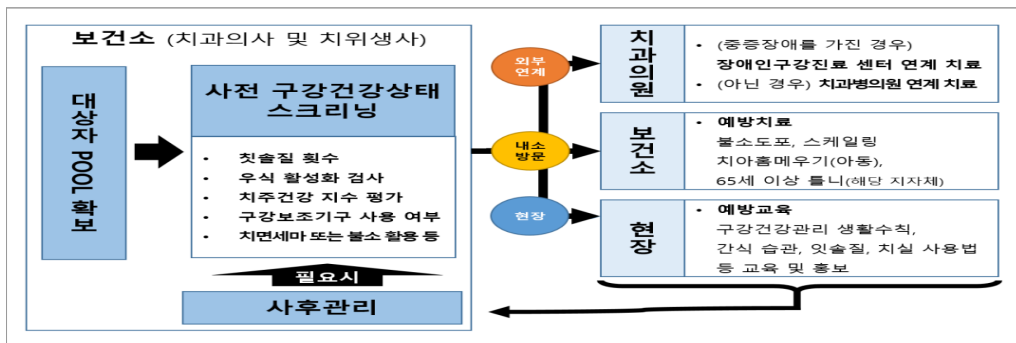 보건소 (치과의사 및 치위생사)
대상자 POOL 확보
사전 구강건강상태
스크리닝
• 칫솔질 횟수
• 우식 활성화 검사
• 치주건강 지수 평가
• 구강보조기구 사용 여부
• 치면세마 또는 불소 활용 등
필요시
사후관리
외부
연계
내소
방문
현장
치과의원
• (중증장애를 가진 경우)
장애인구강진료 센터 연계 치료
• (아닌 경우) 치과병의원 연계 치료
보건소
• 예방치료
불소도포, 스케일링
치아홈메우기(아동),
65세 이상 틀니(해당 지자체)
현장
• 예방교육
구강건강관리 생활수칙,
간식 습관, 잇솔질, 치실 사용법
등 교육 및 홍보